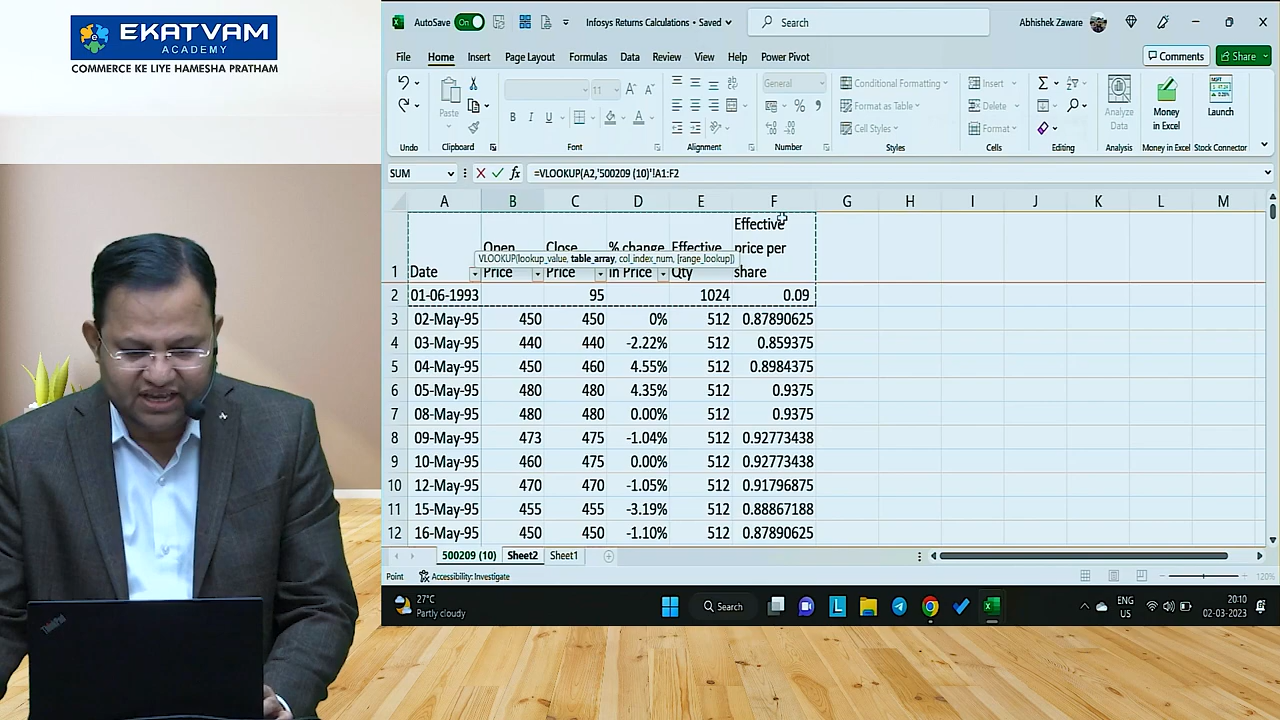 EKATVAM
ACADEMY
COMMERCE KE LIYE HAMESHA PRATHAM
AutoSave On Infosys Returns Calculations • Saved Search Abhishek Zaware
File Home Insert Page Layout Formulas Data Review View Help Power Pivot Comments Share
General 11 Conditional Formatting Format as Table Cell Styles Insert Delete Format
Paste B I U Analyze Data Money in Excel Launch
Undo Clipboard Font Alignment Number Styles Cells Editing Analysis Money in Excel Stock Connector
SUM =VLOOKUP(A2,'500209 (10)'!A1:F2
A B C D E F G H I J K L M
1 Date Open Price Close Price % change in Price Effective Qty Effective price per share
VLOOKUP(lookup_value, table_array, col_index_num, [range_lookup])
2 01-06-1993 95 1024 0.09
3 02-May-95 450 450 0% 512 0.87890625
4 03-May-95 440 440 -2.22% 512 0.859375
5 04-May-95 450 460 4.55% 512 0.8984375
6 05-May-95 480 480 4.35% 512 0.9375
7 08-May-95 480 480 0.00% 512 0.9375
8 09-May-95 473 475 -1.04% 512 0.92773438
9 10-May-95 460 475 0.00% 512 0.92773438
10 12-May-95 470 470 -1.05% 512 0.91796875
11 15-May-95 455 455 -3.19% 512 0.88867188
12 16-May-95 450 450 -1.10% 512 0.87890625
500209 (10) Sheet2 Sheet1
Point Accessibility: Investigate 120%
27°C
Partly cloudy
Search
ENG
US
20:10
02-03-2023
ThinkPad